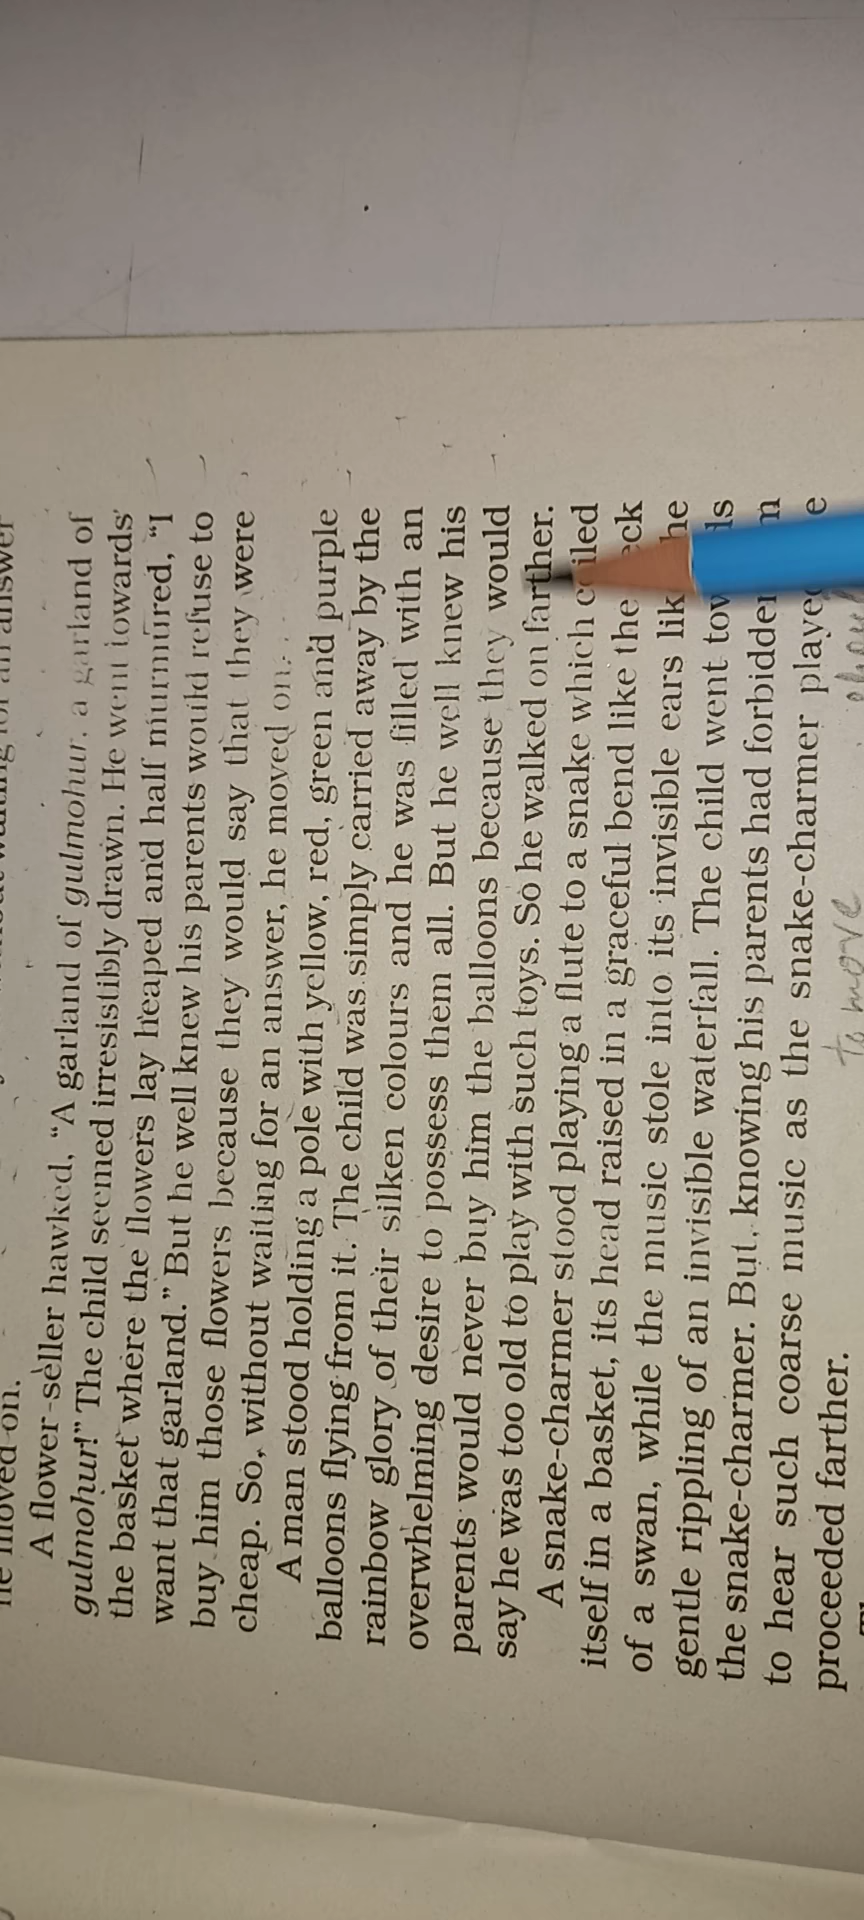 he moved on.
A flower-seller hawked, “A garland of gulmohur, a garland of
gulmohur!” The child seemed irresistibly drawn. He went towards
the basket where the flowers lay heaped and half murmured, “I
want that garland.” But he well knew his parents would refuse to
buy him those flowers because they would say that they were
cheap. So, without waiting for an answer, he moved on.
A man stood holding a pole with yellow, red, green and purple
balloons flying from it. The child was simply carried away by the
rainbow glory of their silken colours and he was filled with an
overwhelming desire to possess them all. But he well knew his
parents would never buy him the balloons because they would
say he was too old to play with such toys. So he walked on farther.
A snake-charmer stood playing a flute to a snake which coiled
itself in a basket, its head raised in a graceful bend like the
of a swan, while the music stole into its invisible ears
gentle rippling of an invisible waterfall. The child went
the snake-charmer. But, knowing his parents had forbidden
to hear such coarse music as the snake-charmer played
proceeded farther.
to move